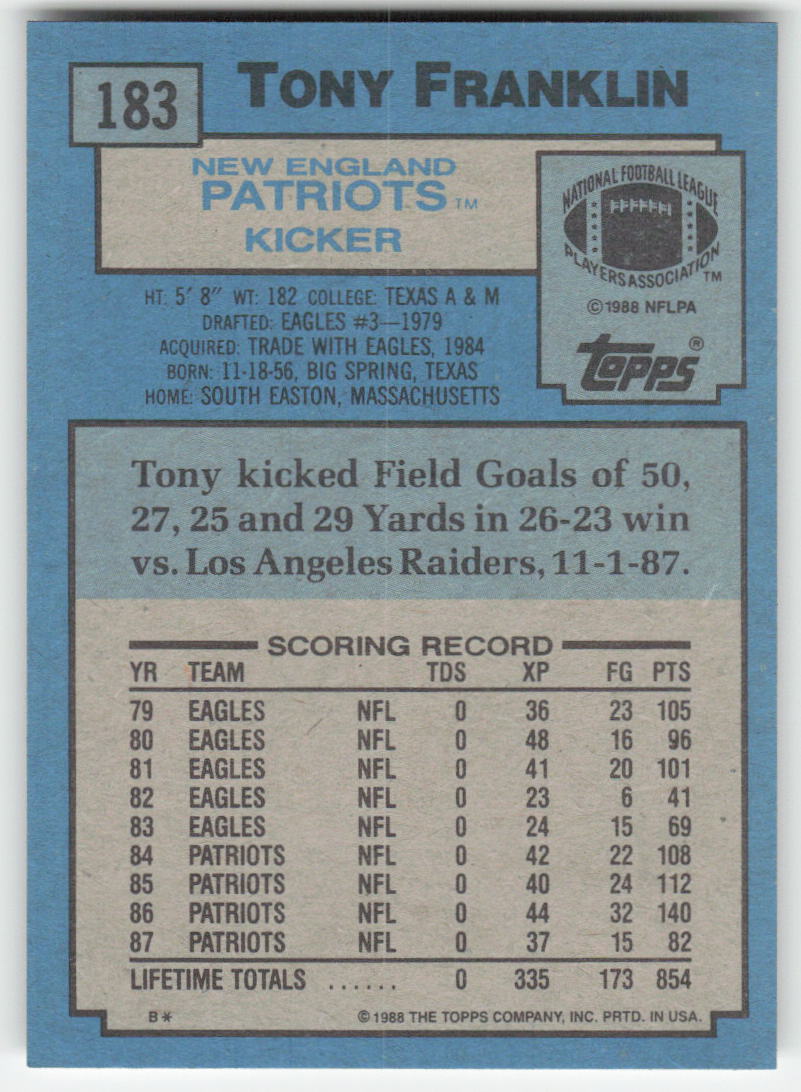 183
TONY FRANKLIN
NEW ENGLAND
PATRIOTS™
KICKER
NATIONAL FOOTBALL LEAGUE
PLAYERS ASSOCIATION™
©1988 NFLPA
topps®
HT: 5' 8" WT: 182 COLLEGE: TEXAS A & M
DRAFTED: EAGLES #3—1979
ACQUIRED: TRADE WITH EAGLES, 1984
BORN: 11-18-56, BIG SPRING, TEXAS
HOME: SOUTH EASTON, MASSACHUSETTS
Tony kicked Field Goals of 50,
27, 25 and 29 Yards in 26-23 win
vs. Los Angeles Raiders, 11-1-87.
SCORING RECORD
YR TEAM TDS XP FG PTS
79 EAGLES NFL 0 36 23 105
80 EAGLES NFL 0 48 16 96
81 EAGLES NFL 0 41 20 101
82 EAGLES NFL 0 23 6 41
83 EAGLES NFL 0 24 15 69
84 PATRIOTS NFL 0 42 22 108
85 PATRIOTS NFL 0 40 24 112
86 PATRIOTS NFL 0 44 32 140
87 PATRIOTS NFL 0 37 15 82
LIFETIME TOTALS ...... 0 335 173 854
B* ©1988 THE TOPPS COMPANY, INC. PRTD. IN USA.